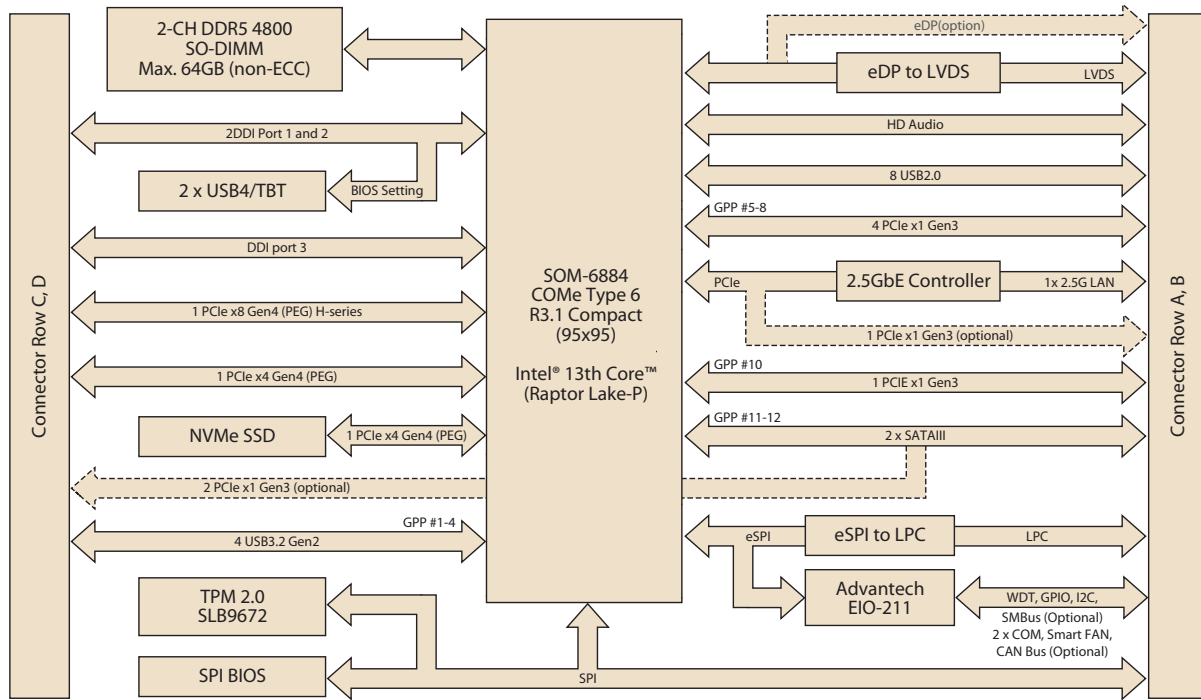 Connector Row C, D
2-CH DDR5 4800
SO-DIMM
Max. 64GB (non-ECC)
2DDI Port 1 and 2
2 x USB4/TBT
BIOS Setting
DDI port 3
1 PCIe x8 Gen4 (PEG) H-series
1 PCIe x4 Gen4 (PEG)
NVMe SSD
1 PCIe x4 Gen4 (PEG)
2 PCIe x1 Gen3 (optional)
GPP #1-4
4 USB3.2 Gen2
TPM 2.0
SLB9672
SPI BIOS
SPI
SOM-6884
COMe Type 6
R3.1 Compact
(95x95)
Intel® 13th Core™
(Raptor Lake-P)
eDP(option)
eDP to LVDS
LVDS
HD Audio
8 USB2.0
GPP #5-8
4 PCIe x1 Gen3
PCIe
2.5GbE Controller
1x 2.5G LAN
1 PCIe x1 Gen3 (optional)
GPP #10
1 PCIE x1 Gen3
GPP #11-12
2 x SATAIII
eSPI
eSPI to LPC
LPC
Advantech
EIO-211
WDT, GPIO, I2C,
SMBus (Optional)
2 x COM, Smart FAN,
CAN Bus (Optional)
Connector Row A, B